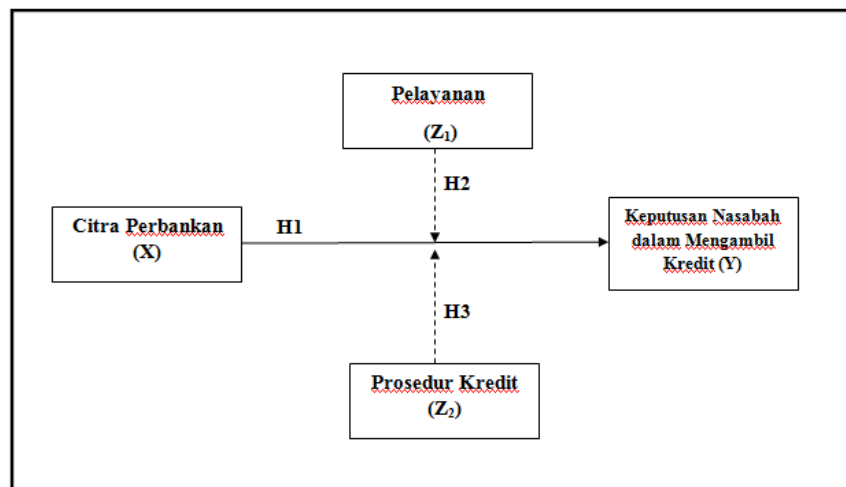 Pelayanan
(Z₁)
H2
Citra Perbankan
(X)
H1
Keputusan Nasabah
dalam Mengambil
Kredit (Y)
H3
Prosedur Kredit
(Z₂)